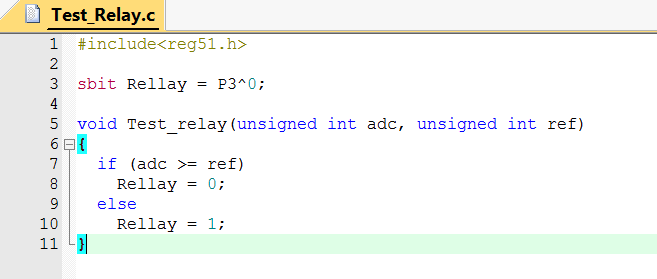 Test_Relay.c
1 #include<reg51.h>
2
3 sbit Rellay = P3^0;
4
5 void Test_relay(unsigned int adc, unsigned int ref)
6 {
7 if (adc >= ref)
8 Rellay = 0;
9 else
10 Rellay = 1;
11 }